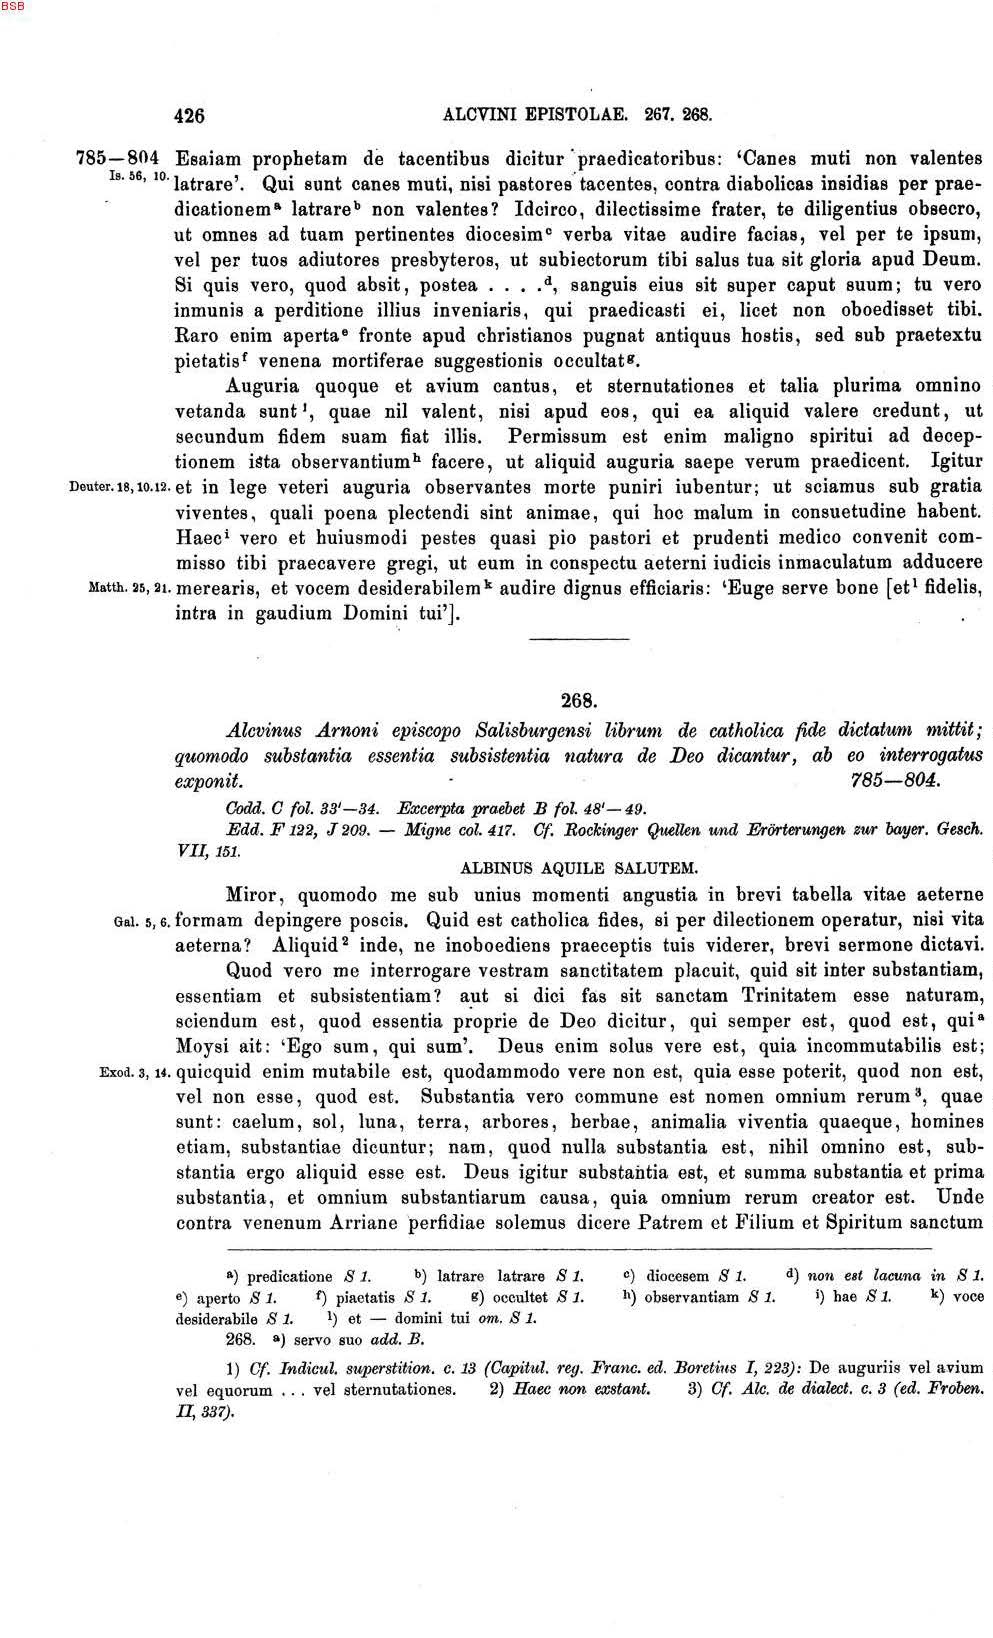 BSB
426 ALCVINI EPISTOLAE. 267. 268.
785—804 Esaiam prophetam de tacentibus dicitur praedicatoribus: ‘Canes muti non valentes
Is. 56, 10. latrare’. Qui sunt canes muti, nisi pastores tacentes, contra diabolicas insidias per prae-
dicationemᵃ latrareᵇ non valentes? Idcirco, dilectissime frater, te diligentius obsecro,
ut omnes ad tuam pertinentes diocesimᶜ verba vitae audire facias, vel per te ipsum,
vel per tuos adiutores presbyteros, ut subiectorum tibi salus tua sit gloria apud Deum.
Si quis vero, quod absit, postea . . . .ᵈ, sanguis eius sit super caput suum; tu vero
inmunis a perditione illius inveniaris, qui praedicasti ei, licet non oboedisset tibi.
Raro enim apertaᵉ fronte apud christianos pugnat antiquus hostis, sed sub praetextu
pietatisᶠ venena mortiferae suggestionis occultatᵍ.
Auguria quoque et avium cantus, et sternutationes et talia plurima omnino
vetanda sunt¹, quae nil valent, nisi apud eos, qui ea aliquid valere credunt, ut
secundum fidem suam fiat illis. Permissum est enim maligno spiritui ad decep-
tionem ista observantiumʰ facere, ut aliquid auguria saepe verum praedicent. Igitur
Deuter. 18, 10. 12. et in lege veteri auguria observantes morte puniri iubentur; ut sciamus sub gratia
viventes, quali poena plectendi sint animae, qui hoc malum in consuetudine habent.
Haecⁱ vero et huiusmodi pestes quasi pio pastori et prudenti medico convenit com-
misso tibi praecavere gregi, ut eum in conspectu aeterni iudicis inmaculatum adducere
Matth. 25, 21. merearis, et vocem desiderabilemᵏ audire dignus efficiaris: ‘Euge serve bone [etˡ fidelis,
intra in gaudium Domini tui’].
268.
Alcvinus Arnoni episcopo Salisburgensi librum de catholica fide dictatum mittit;
quomodo substantia essentia subsistentia natura de Deo dicantur, ab eo interrogatus
exponit. 785—804.
Codd. C fol. 33'—34. Excerpta praebet B fol. 48'—49.
Edd. F 122, J 209. — Migne col. 417. Cf. Rockinger Quellen und Erörterungen zur bayer. Gesch.
VII, 151.
ALBINUS AQUILE SALUTEM.
Miror, quomodo me sub unius momenti angustia in brevi tabella vitae aeterne
Gal. 5, 6. formam depingere poscis. Quid est catholica fides, si per dilectionem operatur, nisi vita
aeterna? Aliquid² inde, ne inoboediens praeceptis tuis viderer, brevi sermone dictavi.
Quod vero me interrogare vestram sanctitatem placuit, quid sit inter substantiam,
essentiam et subsistentiam? aut si dici fas sit sanctam Trinitatem esse naturam,
sciendum est, quod essentia proprie de Deo dicitur, qui semper est, quod est, quiᵃ
Moysi ait: ‘Ego sum, qui sum’. Deus enim solus vere est, quia incommutabilis est;
Exod. 3, 14. quicquid enim mutabile est, quodammodo vere non est, quia esse poterit, quod non est,
vel non esse, quod est. Substantia vero commune est nomen omnium rerum³, quae
sunt: caelum, sol, luna, terra, arbores, herbae, animalia viventia quaeque, homines
etiam, substantiae dicuntur; nam, quod nulla substantia est, nihil omnino est, sub-
stantia ergo aliquid esse est. Deus igitur substantia est, et summa substantia et prima
substantia, et omnium substantiarum causa, quia omnium rerum creator est. Unde
contra venenum Arriane perfidiae solemus dicere Patrem et Filium et Spiritum sanctum
a) predicatione S 1. b) latrare latrare S 1. c) diocesem S 1. d) non est lacuna in S 1.
e) aperto S 1. f) piaetatis S 1. g) occultet S 1. h) observantiam S 1. i) hae S 1. k) voce
desiderabile S 1. l) et — domini tui om. S 1.
268. a) servo suo add. B.
1) Cf. Indicul. superstition. c. 13 (Capitul. reg. Franc. ed. Boretius I, 223): De auguriis vel avium
vel equorum . . . vel sternutationes. 2) Haec non exstant. 3) Cf. Alc. de dialect. c. 3 (ed. Froben.
II, 337).